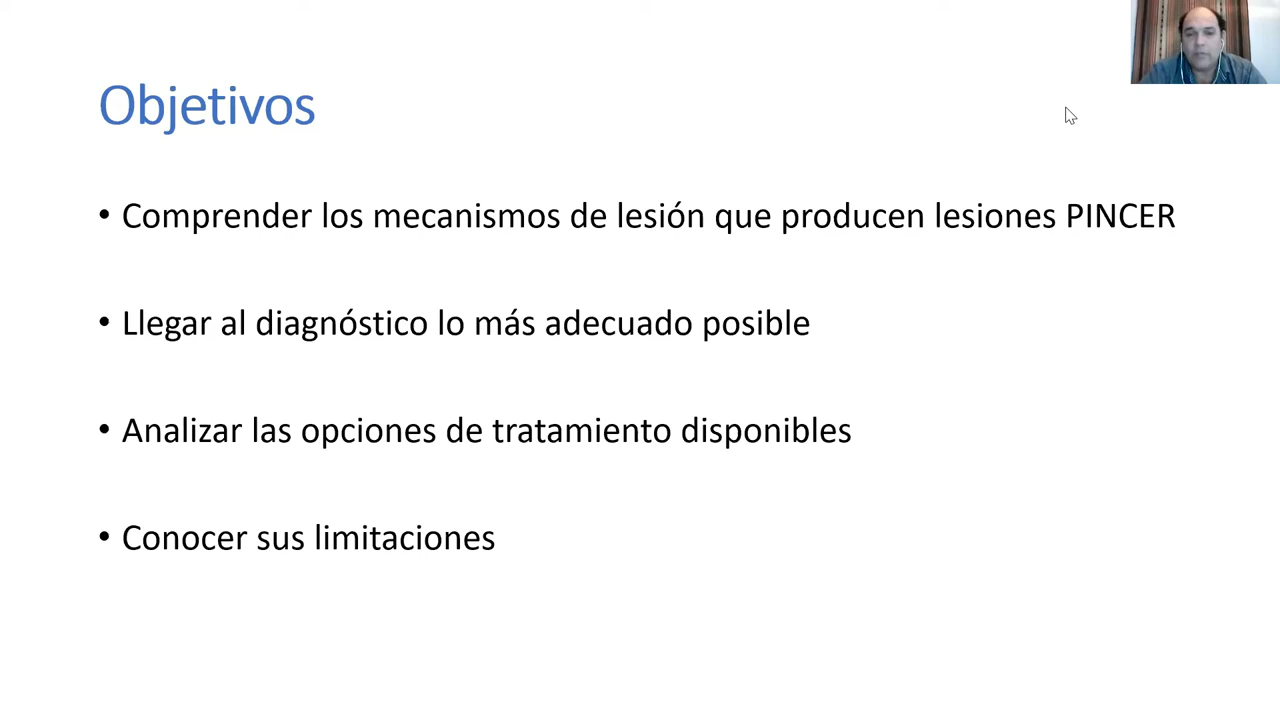 Objetivos
• Comprender los mecanismos de lesión que producen lesiones PINCER
• Llegar al diagnóstico lo más adecuado posible
• Analizar las opciones de tratamiento disponibles
• Conocer sus limitaciones